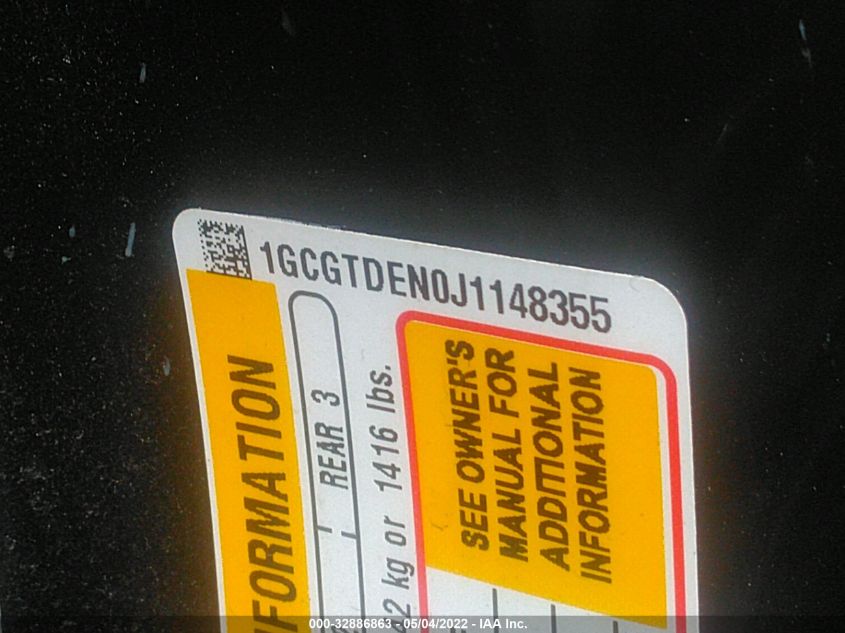 1GCGTDEN0J1148355
INFORMATION
REAR 3
42 kg or 1416 lbs.
SEE OWNER'S
MANUAL FOR
ADDITIONAL
INFORMATION
000-32886863 - 05/04/2022 - IAA Inc.